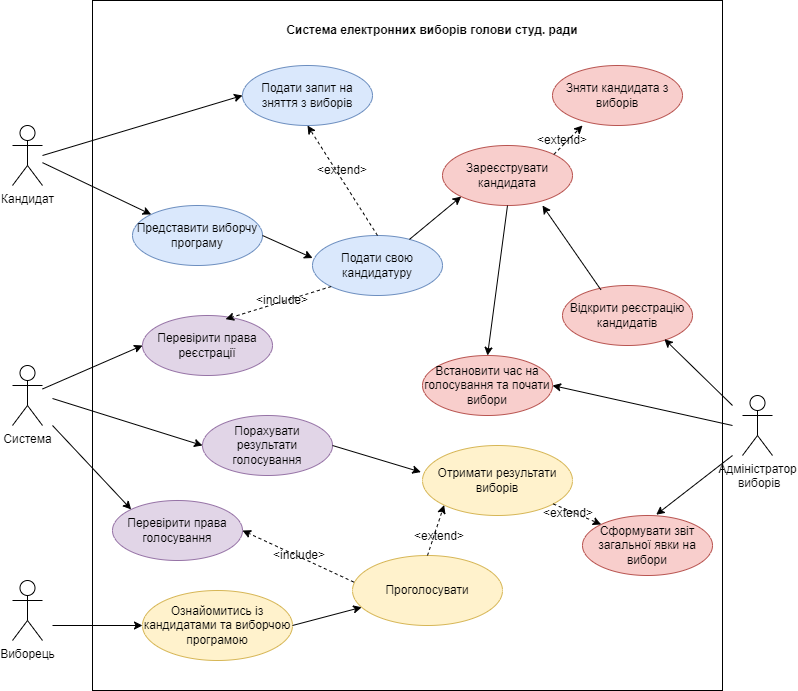 Система електронних виборів голови студ. ради
Подати запит на
зняття з виборів
Зняти кандидата з
виборів
<extend>
<extend>
Кандидат
Зареєструвати
кандидата
Представити виборчу
програму
Подати свою
кандидатуру
<include>
Відкрити реєстрацію
кандидатів
Перевірити права
реєстрації
Встановити час на
голосування та почати
вибори
Система
Порахувати
результати
голосування
Отримати результати
виборів
Адміністратор
виборів
<extend>
Перевірити права
голосування
<extend>
<include>
Сформувати звіт
загальної явки на
вибори
Проголосувати
Ознайомитись із
кандидатами та виборчою
програмою
Виборець